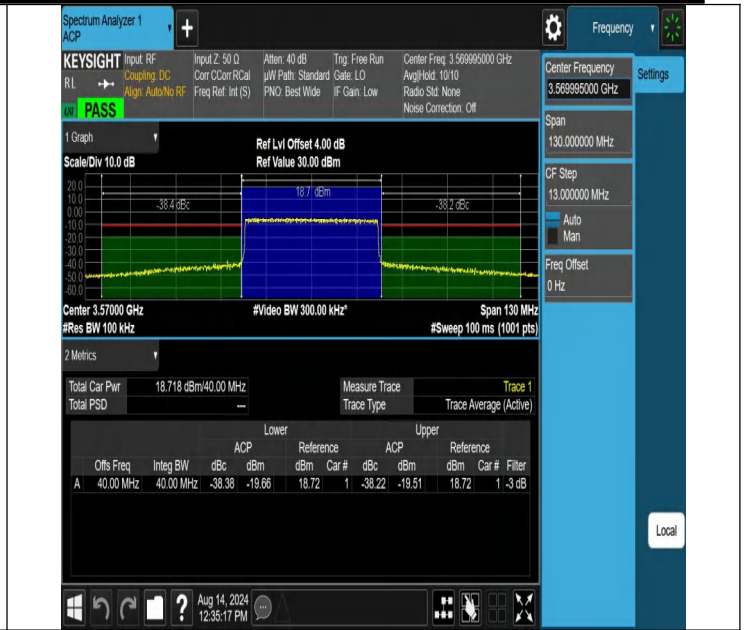 Spectrum Analyzer 1
ACP
Frequency
KEYSIGHT
RL
PASS
Input: RF
Coupling: DC
Align: Auto/No RF
Input Z: 50 Ω
Corr CCorr RCal
Freq Ref: Int (S)
Atten: 40 dB
µW Path: Standard
PNO: Best Wide
Trig: Free Run
Gate: LO
IF Gain: Low
Center Freq: 3.569995000 GHz
Avg|Hold: 10/10
Radio Std: None
Noise Correction: Off
Center Frequency
3.569995000 GHz
Settings
Span
130.000000 MHz
CF Step
13.000000 MHz
Auto
Man
Freq Offset
0 Hz
1 Graph
Scale/Div 10.0 dB
Ref Lvl Offset 4.00 dB
Ref Value 30.00 dBm
20.0
10.0
0.00
-10.0
-20.0
-30.0
-40.0
-50.0
-60.0
-38.4 dBc
18.7 dBm
-38.2 dBc
Center 3.57000 GHz
#Video BW 300.00 kHz*
Span 130 MHz
#Res BW 100 kHz
#Sweep 100 ms (1001 pts)
2 Metrics
Total Car Pwr 18.718 dBm/40.00 MHz
Total PSD ---
Measure Trace Trace 1
Trace Type Trace Average (Active)
Lower Upper
ACP Reference ACP Reference
Offs Freq Integ BW dBc dBm dBm Car # dBc dBm dBm Car # Filter
A 40.00 MHz 40.00 MHz -38.38 -19.66 18.72 1 -38.22 -19.51 18.72 1 -3 dB
Local
?
Aug 14, 2024
12:35:17 PM